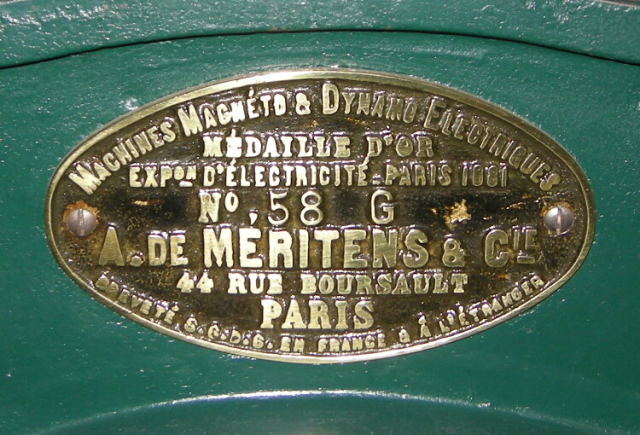 MACHINES MAGNÉTO & DYNAMO ELECTRIQUES
MÉDAILLE D'OR
EXPON D'ÉLECTRICITÉ - PARIS 1881
No. 58 G
A. DE MÉRITENS & CIE
44 RUE BOURSAULT
PARIS
BREVETÉ S.G.D.G. EN FRANCE & À L'ÉTRANGER